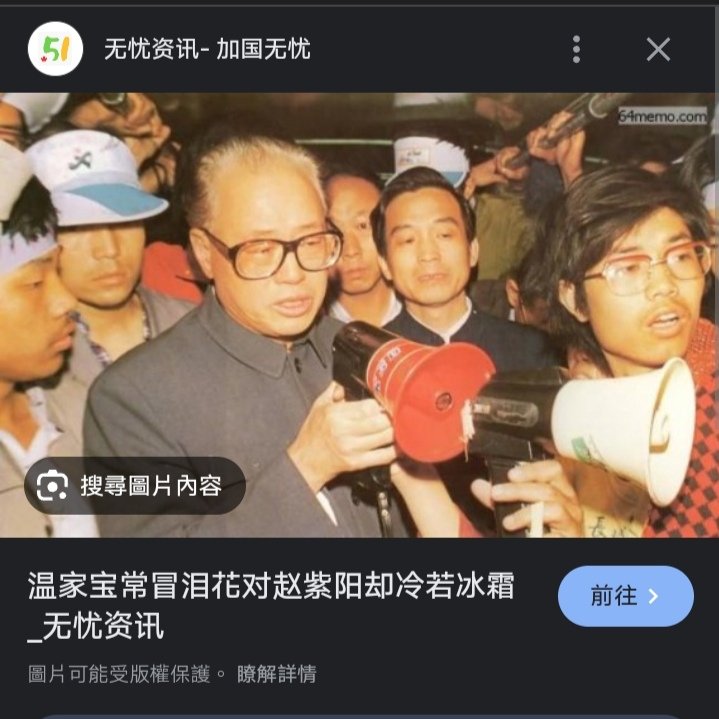 51
无忧资讯- 加国无忧
64memo.com
搜尋圖片內容
温家宝常冒泪花对赵紫阳却冷若冰霜
_无忧资讯
前往
圖片可能受版權保護。 瞭解詳情